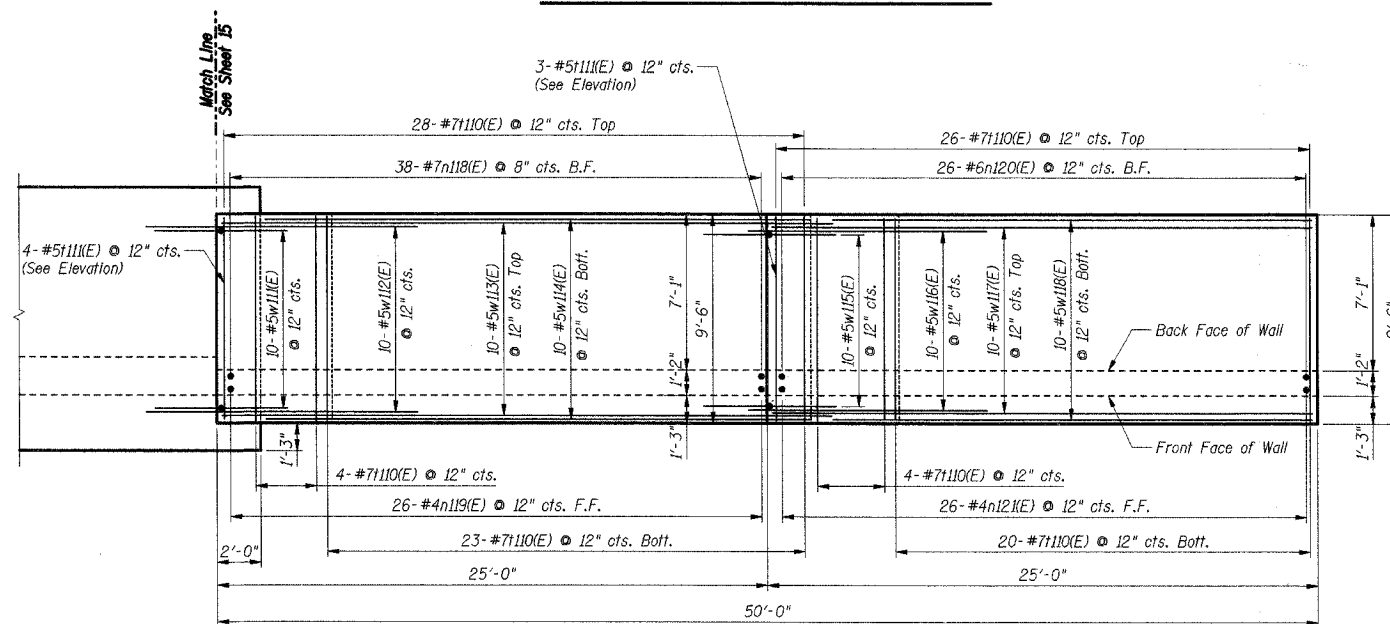 Match Line
See Sheet 15
3-#5t111(E) @ 12" cts.
(See Elevation)
28-#7t110(E) @ 12" cts. Top
26-#7t110(E) @ 12" cts. Top
38-#7n118(E) @ 8" cts. B.F.
26-#6n120(E) @ 12" cts. B.F.
4-#5t111(E) @ 12" cts.
(See Elevation)
10-#5w111(E)
@ 12" cts.
10-#5w112(E)
@ 12" cts.
10-#5w113(E)
@ 12" cts. Top
10-#5w114(E)
@ 12" cts. Bott.
7'-1"
9'-6"
1'-2"
1'-3"
10-#5w115(E)
@ 12" cts.
10-#5w116(E)
@ 12" cts.
10-#5w117(E)
@ 12" cts. Top
10-#5w118(E)
@ 12" cts. Bott.
Back Face of Wall
Front Face of Wall
7'-1"
1'-2"
1'-3"
1'-3"
4-#7t110(E) @ 12" cts.
4-#7t110(E) @ 12" cts.
26-#4n119(E) @ 12" cts. F.F.
26-#4n121(E) @ 12" cts. F.F.
23-#7t110(E) @ 12" cts. Bott.
20-#7t110(E) @ 12" cts. Bott.
2'-0"
25'-0"
25'-0"
50'-0"